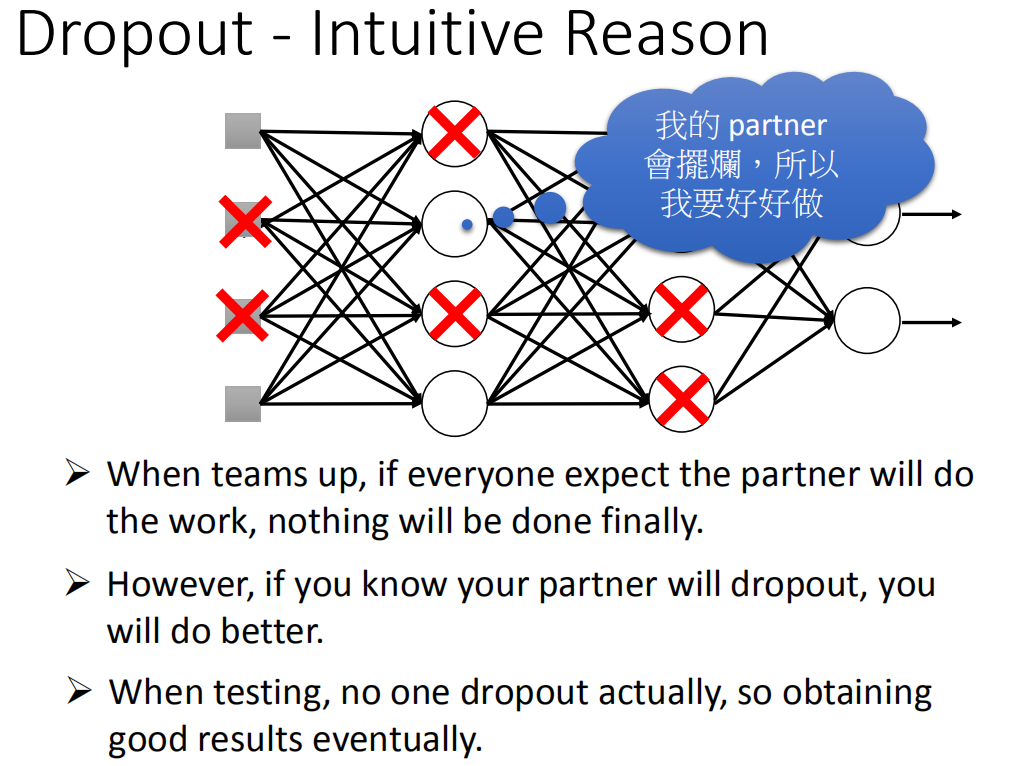 Dropout - Intuitive Reason
我的 partner
會擺爛，所以
我要好好做
➢ When teams up, if everyone expect the partner will do
the work, nothing will be done finally.
➢ However, if you know your partner will dropout, you
will do better.
➢ When testing, no one dropout actually, so obtaining
good results eventually.